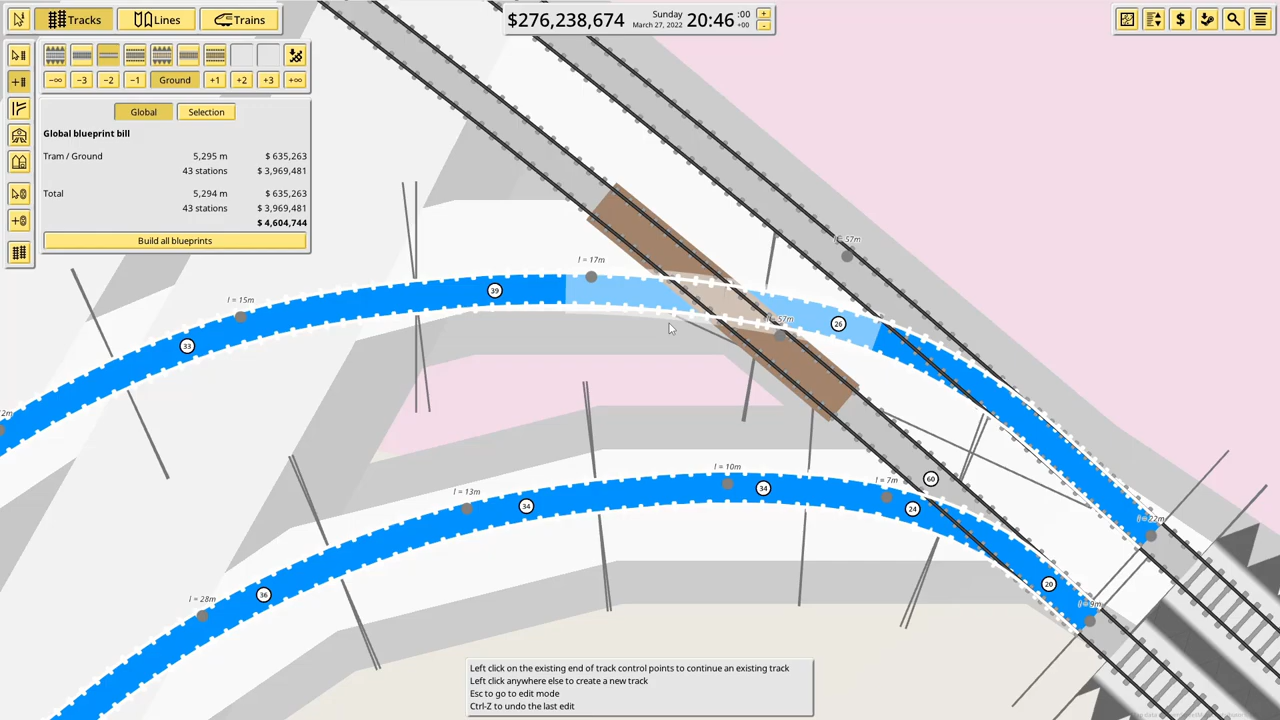 Tracks
Lines
Trains
$276,238,674
Sunday
March 27, 2022
20:46
:00
+00
+
-
-∞
-3
-2
-1
Ground
+1
+2
+3
+∞
Global
Selection
Global blueprint bill
Tram / Ground 5,295 m $ 635,263
43 stations $ 3,969,481
Total 5,294 m $ 635,263
43 stations $ 3,969,481
$ 4,604,744
Build all blueprints
$
l = 57m
l = 17m
39
l = 15m
l = 57m
26
33
2m
l = 10m
60
l = 7m
34
l = 13m
34
24
l = 9m
20
36
l = 28m
Left click on the existing end of track control points to continue an existing track
Left click anywhere else to create a new track
Esc to go to edit mode
Ctrl-Z to undo the last edit